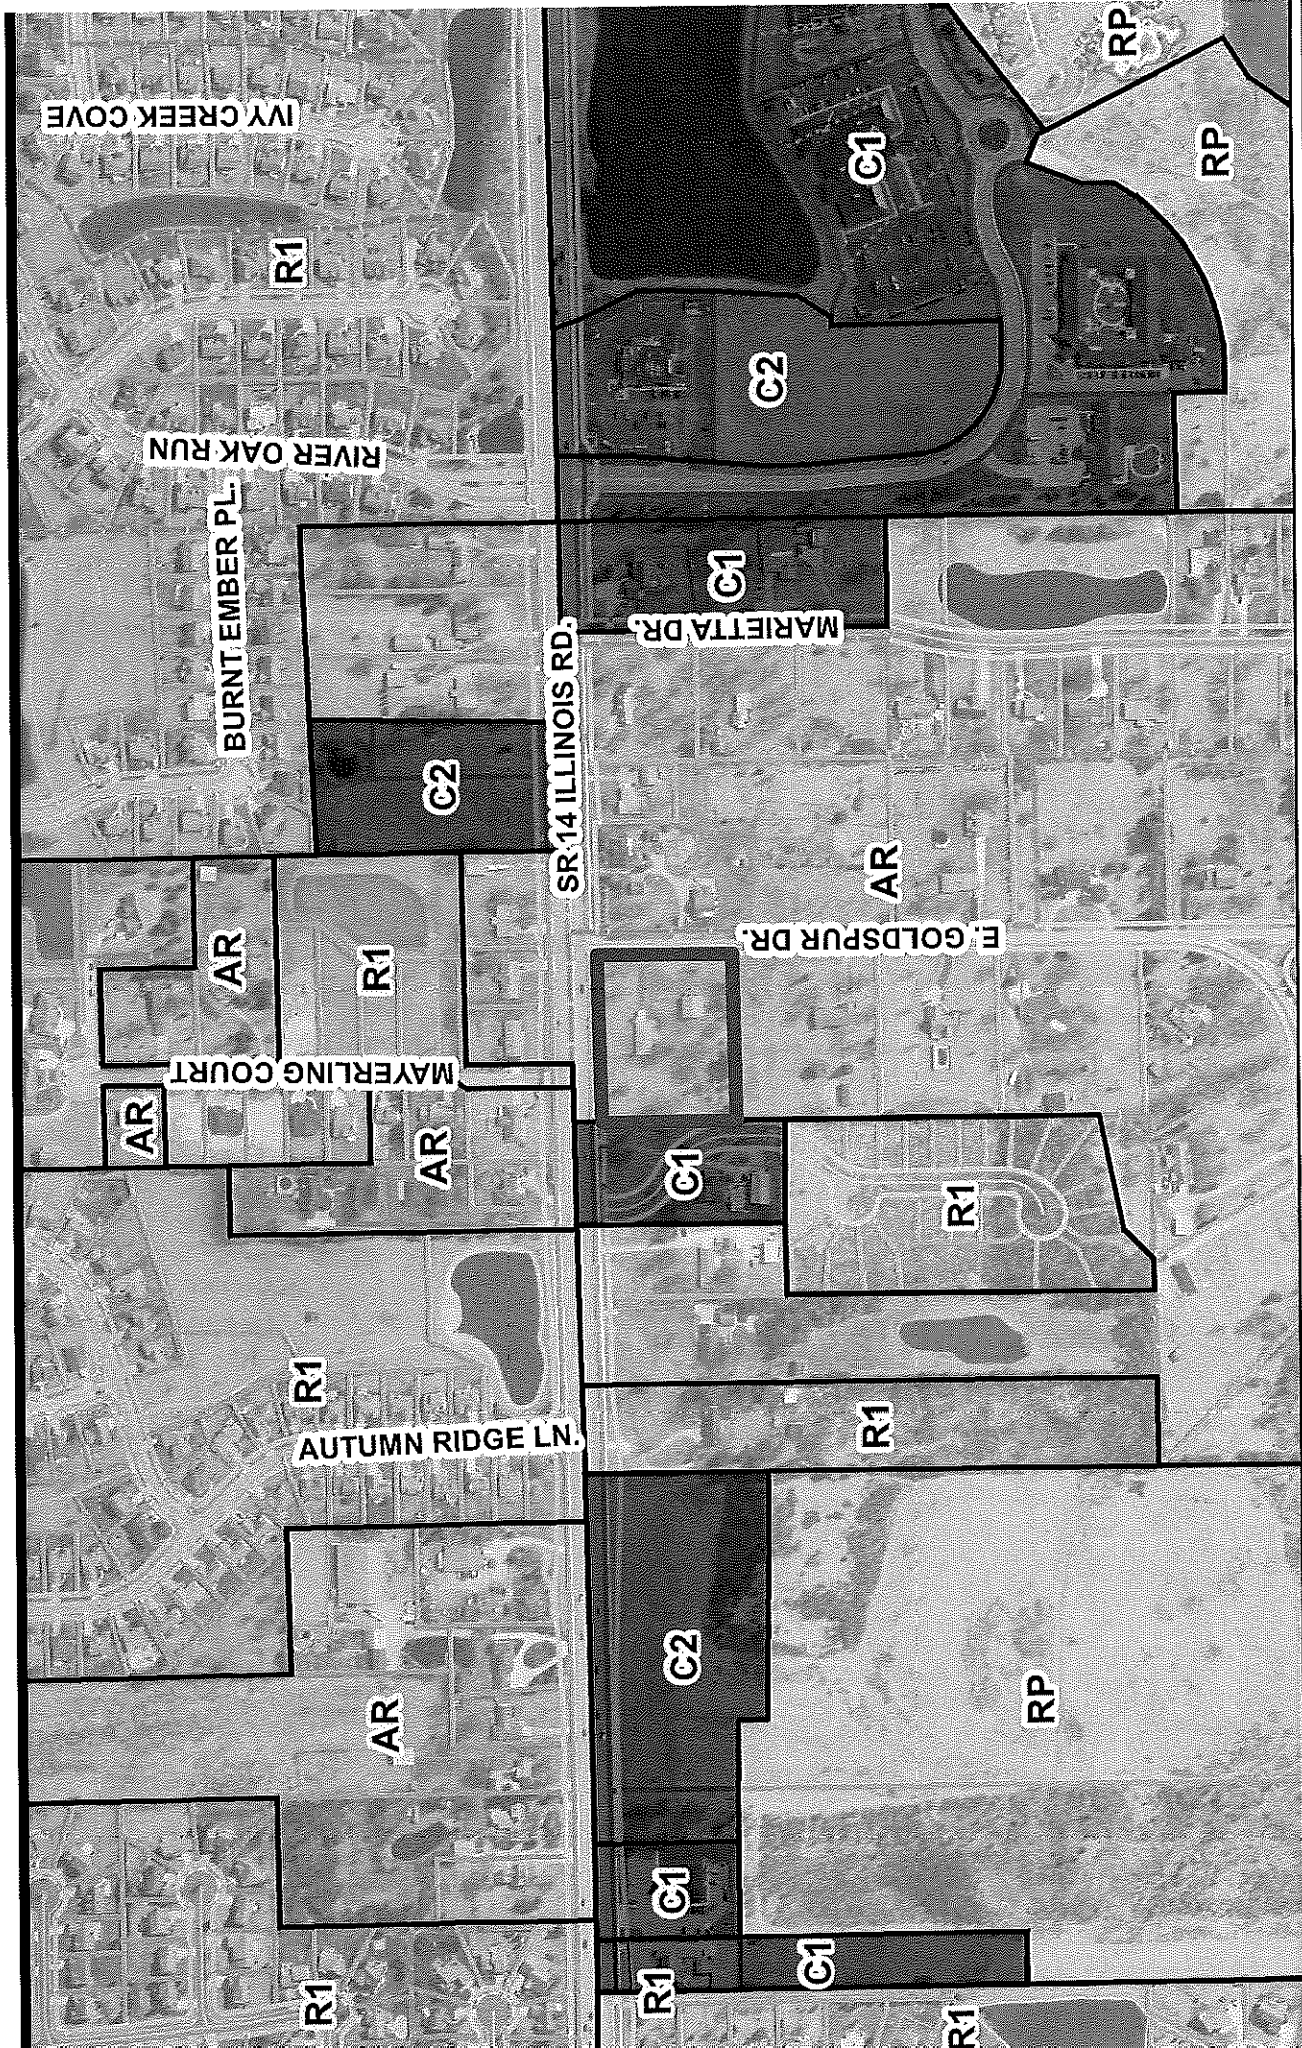 IVY CREEK COVE
R1
RIVER OAK RUN
BURNT EMBER PL.
RP
C1
RP
C2
C1
MARIETTA DR.
SR 14 ILLINOIS RD.
C2
AR
E. GOLDSPUR DR.
AR
R1
MAYERLING COURT
AR
AR
C1
R1
R1
AUTUMN RIDGE LN.
R1
C2
AR
RP
C1
C1
R1
R1
R1